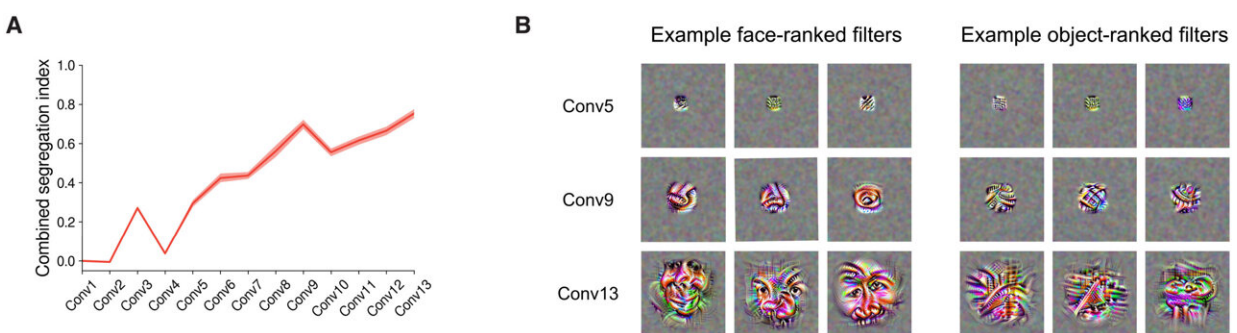 A
Combined segregation index
1.0
0.8
0.6
0.4
0.2
0.0
Conv1
Conv2
Conv3
Conv4
Conv5
Conv6
Conv7
Conv8
Conv9
Conv10
Conv11
Conv12
Conv13
B
Example face-ranked filters
Example object-ranked filters
Conv5
Conv9
Conv13